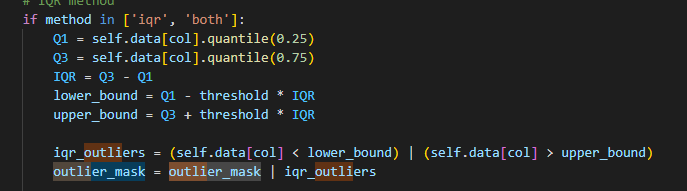 # IQR method
if method in ['iqr', 'both']:
Q1 = self.data[col].quantile(0.25)
Q3 = self.data[col].quantile(0.75)
IQR = Q3 - Q1
lower_bound = Q1 - threshold * IQR
upper_bound = Q3 + threshold * IQR
iqr_outliers = (self.data[col] < lower_bound) | (self.data[col] > upper_bound)
outlier_mask = outlier_mask | iqr_outliers